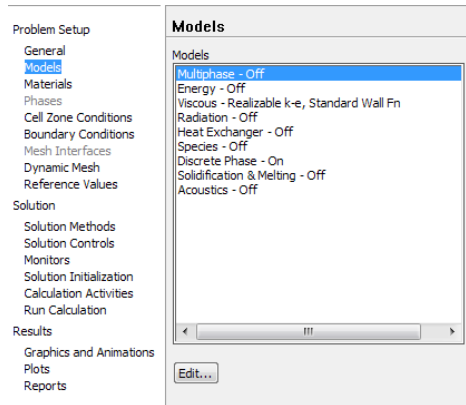 Problem Setup
General
Models
Materials
Phases
Cell Zone Conditions
Boundary Conditions
Mesh Interfaces
Dynamic Mesh
Reference Values
Solution
Solution Methods
Solution Controls
Monitors
Solution Initialization
Calculation Activities
Run Calculation
Results
Graphics and Animations
Plots
Reports
Models
Models
Multiphase - Off
Energy - Off
Viscous - Realizable k-e, Standard Wall Fn
Radiation - Off
Heat Exchanger - Off
Species - Off
Discrete Phase - On
Solidification & Melting - Off
Acoustics - Off
Edit...